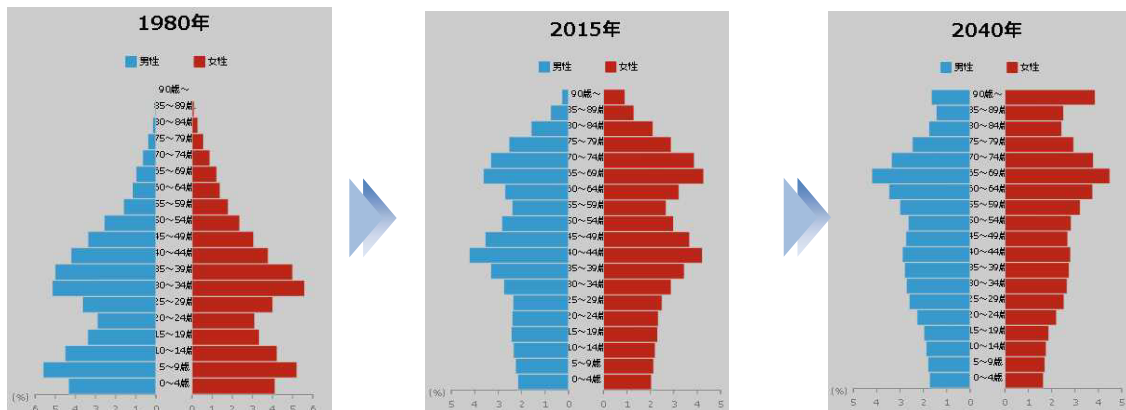 1980年
男性 女性
90歳～
85～89歳
80～84歳
75～79歳
70～74歳
65～69歳
60～64歳
55～59歳
50～54歳
45～49歳
40～44歳
35～39歳
30～34歳
25～29歳
20～24歳
15～19歳
10～14歳
5～9歳
0～4歳
(%)
6 5 4 3 2 1 0 0 1 2 3 4 5 6
2015年
男性 女性
90歳～
85～89歳
80～84歳
75～79歳
70～74歳
65～69歳
60～64歳
55～59歳
50～54歳
45～49歳
40～44歳
35～39歳
30～34歳
25～29歳
20～24歳
15～19歳
10～14歳
5～9歳
0～4歳
(%)
5 4 3 2 1 0 0 1 2 3 4 5
2040年
男性 女性
90歳～
85～89歳
80～84歳
75～79歳
70～74歳
65～69歳
60～64歳
55～59歳
50～54歳
45～49歳
40～44歳
35～39歳
30～34歳
25～29歳
20～24歳
15～19歳
10～14歳
5～9歳
0～4歳
(%)
5 4 3 2 1 0 0 1 2 3 4 5